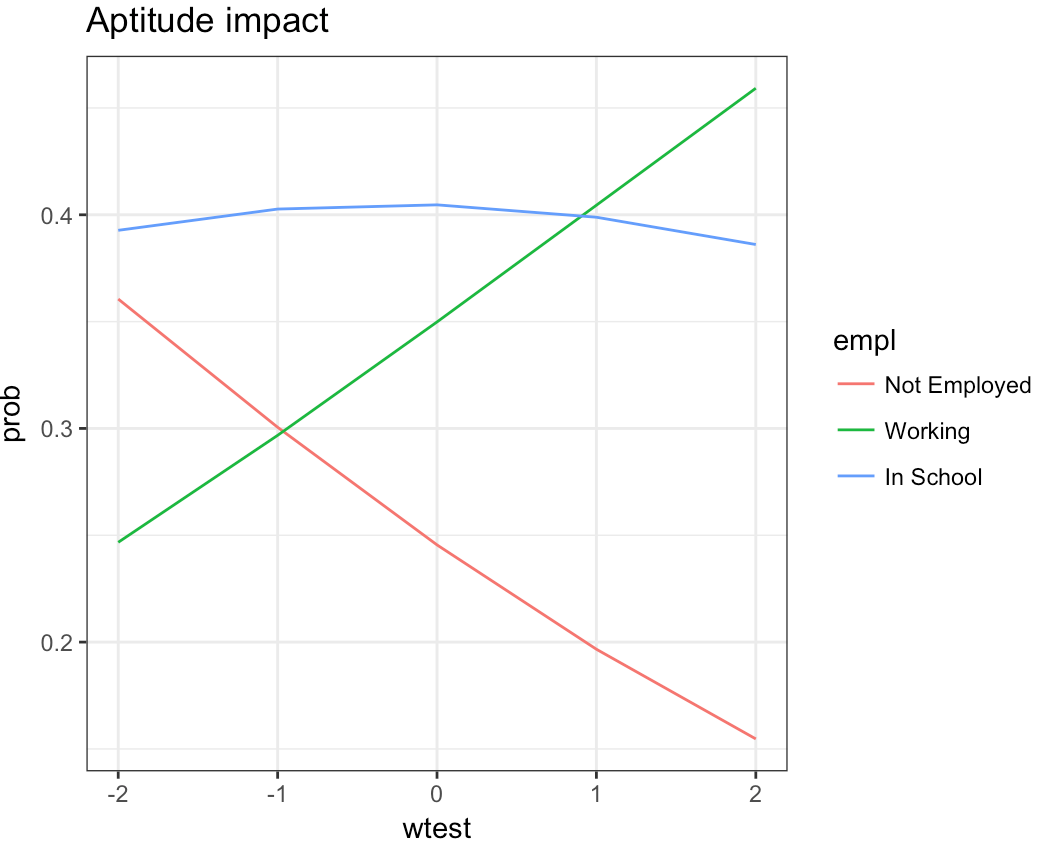 Aptitude impact
prob
0.4
0.3
0.2
-2 -1 0 1 2
wtest
empl
Not Employed
Working
In School